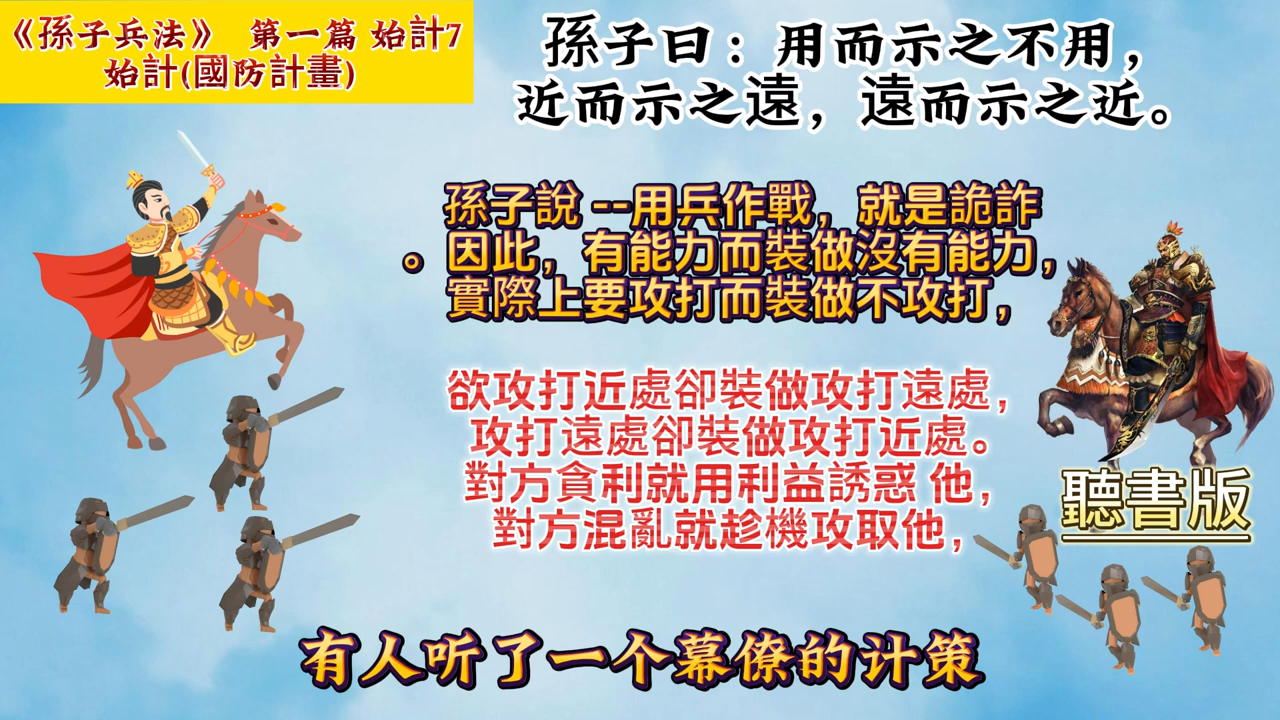 《孫子兵法》 第一篇 始計7
始計(國防計畫)
孫子曰：用而示之不用，
近而示之遠，遠而示之近。
孫子說 --用兵作戰，就是詭詐
。因此，有能力而裝做沒有能力，
實際上要攻打而裝做不攻打，
欲攻打近處卻裝做攻打遠處，
攻打遠處卻裝做攻打近處。
對方貪利就用利益誘惑 他，
對方混亂就趁機攻取他，
聽書版
有人听了一个幕僚的计策